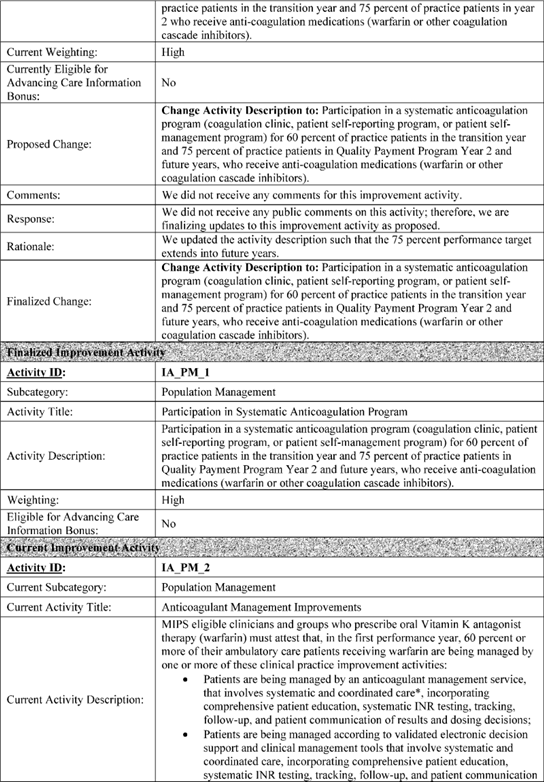 practice patients in the transition year and 75 percent of practice patients in year
2 who receive anti-coagulation medications (warfarin or other coagulation
cascade inhibitors).
Current Weighting:
High
Currently Eligible for
Advancing Care Information
Bonus:
No
Proposed Change:
Change Activity Description to: Participation in a systematic anticoagulation
program (coagulation clinic, patient self-reporting program, or patient self-
management program) for 60 percent of practice patients in the transition year
and 75 percent of practice patients in Quality Payment Program Year 2 and
future years, who receive anti-coagulation medications (warfarin or other
coagulation cascade inhibitors).
Comments:
We did not receive any comments for this improvement activity.
Response:
We did not receive any public comments on this activity; therefore, we are
finalizing updates to this improvement activity as proposed.
Rationale:
We updated the activity description such that the 75 percent performance target
extends into future years.
Finalized Change:
Change Activity Description to: Participation in a systematic anticoagulation
program (coagulation clinic, patient self-reporting program, or patient self-
management program) for 60 percent of practice patients in the transition year
and 75 percent of practice patients in Quality Payment Program Year 2 and
future years, who receive anti-coagulation medications (warfarin or other
coagulation cascade inhibitors).
Finalized Improvement Activity
Activity ID:
IA_PM_1
Subcategory:
Population Management
Activity Title:
Participation in Systematic Anticoagulation Program
Activity Description:
Participation in a systematic anticoagulation program (coagulation clinic, patient
self-reporting program, or patient self-management program) for 60 percent of
practice patients in the transition year and 75 percent of practice patients in
Quality Payment Program Year 2 and future years, who receive anti-coagulation
medications (warfarin or other coagulation cascade inhibitors).
Weighting:
High
Eligible for Advancing Care
Information Bonus:
No
Current Improvement Activity
Activity ID:
IA_PM_2
Current Subcategory:
Population Management
Current Activity Title:
Anticoagulant Management Improvements
Current Activity Description:
MIPS eligible clinicians and groups who prescribe oral Vitamin K antagonist
therapy (warfarin) must attest that, in the first performance year, 60 percent or
more of their ambulatory care patients receiving warfarin are being managed by
one or more of these clinical practice improvement activities:
• Patients are being managed by an anticoagulant management service,
that involves systematic and coordinated care*, incorporating
comprehensive patient education, systematic INR testing, tracking,
follow-up, and patient communication of results and dosing decisions;
• Patients are being managed according to validated electronic decision
support and clinical management tools that involve systematic and
coordinated care, incorporating comprehensive patient education,
systematic INR testing, tracking, follow-up, and patient communication